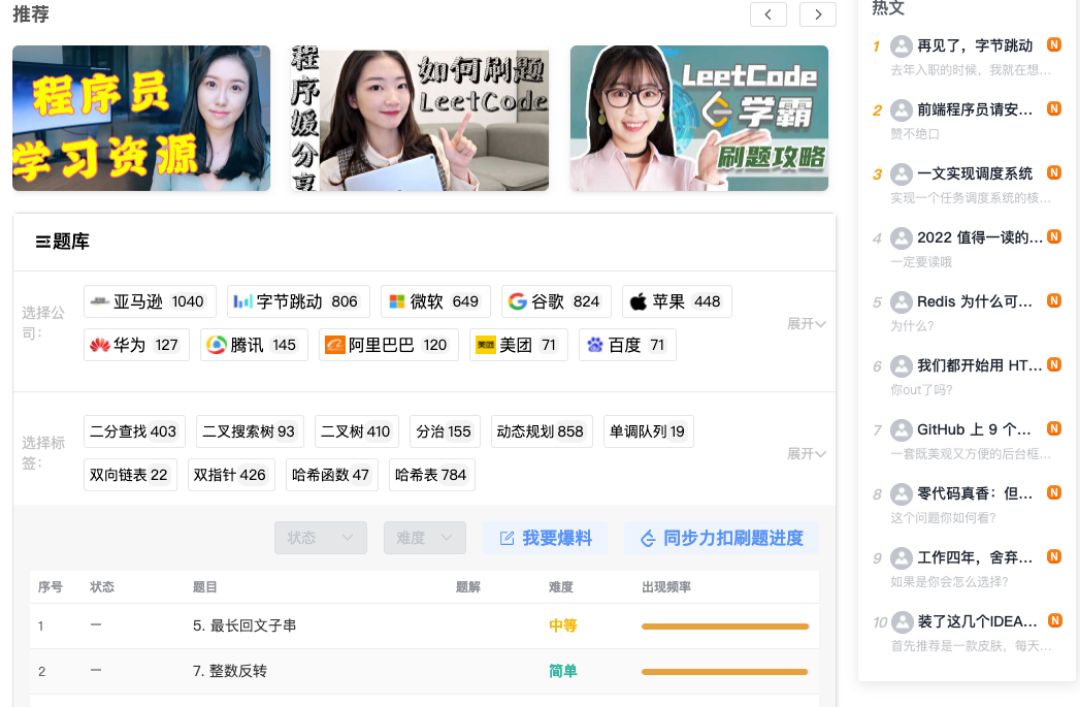 推荐
程序员
学习资源
程序媛分享
如何刷题
LeetCode
LeetCode
学霸
刷题攻略
题库
选择公司：
亚马逊 1040
字节跳动 806
微软 649
谷歌 824
苹果 448
华为 127
腾讯 145
阿里巴巴 120
美团 71
百度 71
展开
选择标签：
二分查找 403
二叉搜索树 93
二叉树 410
分治 155
动态规划 858
单调队列 19
双向链表 22
双指针 426
哈希函数 47
哈希表 784
展开
状态
难度
我要爆料
同步力扣刷题进度
序号 状态 题目 题解 难度 出现频率
1 — 5. 最长回文子串 中等
2 — 7. 整数反转 简单
热文
1 再见了，字节跳动 N
去年入职的时候，我就在想...
2 前端程序员请安... N
赞不绝口
3 一文实现调度系统 N
实现一个任务调度系统的核...
4 2022 值得一读的... N
一定要读哦
5 Redis 为什么可... N
为什么?
6 我们都开始用 HT... N
你out了吗?
7 GitHub 上 9 个... N
一套既美观又方便的后台框...
8 零代码真香：但... N
这个问题你如何看?
9 工作四年，舍弃... N
如果是你会怎么选择?
10 装了这几个IDEA... N
首先推荐是一款皮肤，每天...